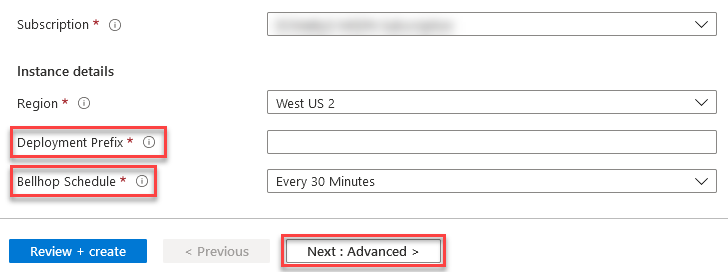 Subscription *
Instance details
Region * West US 2
Deployment Prefix *
Bellhop Schedule * Every 30 Minutes
Review + create < Previous Next : Advanced >